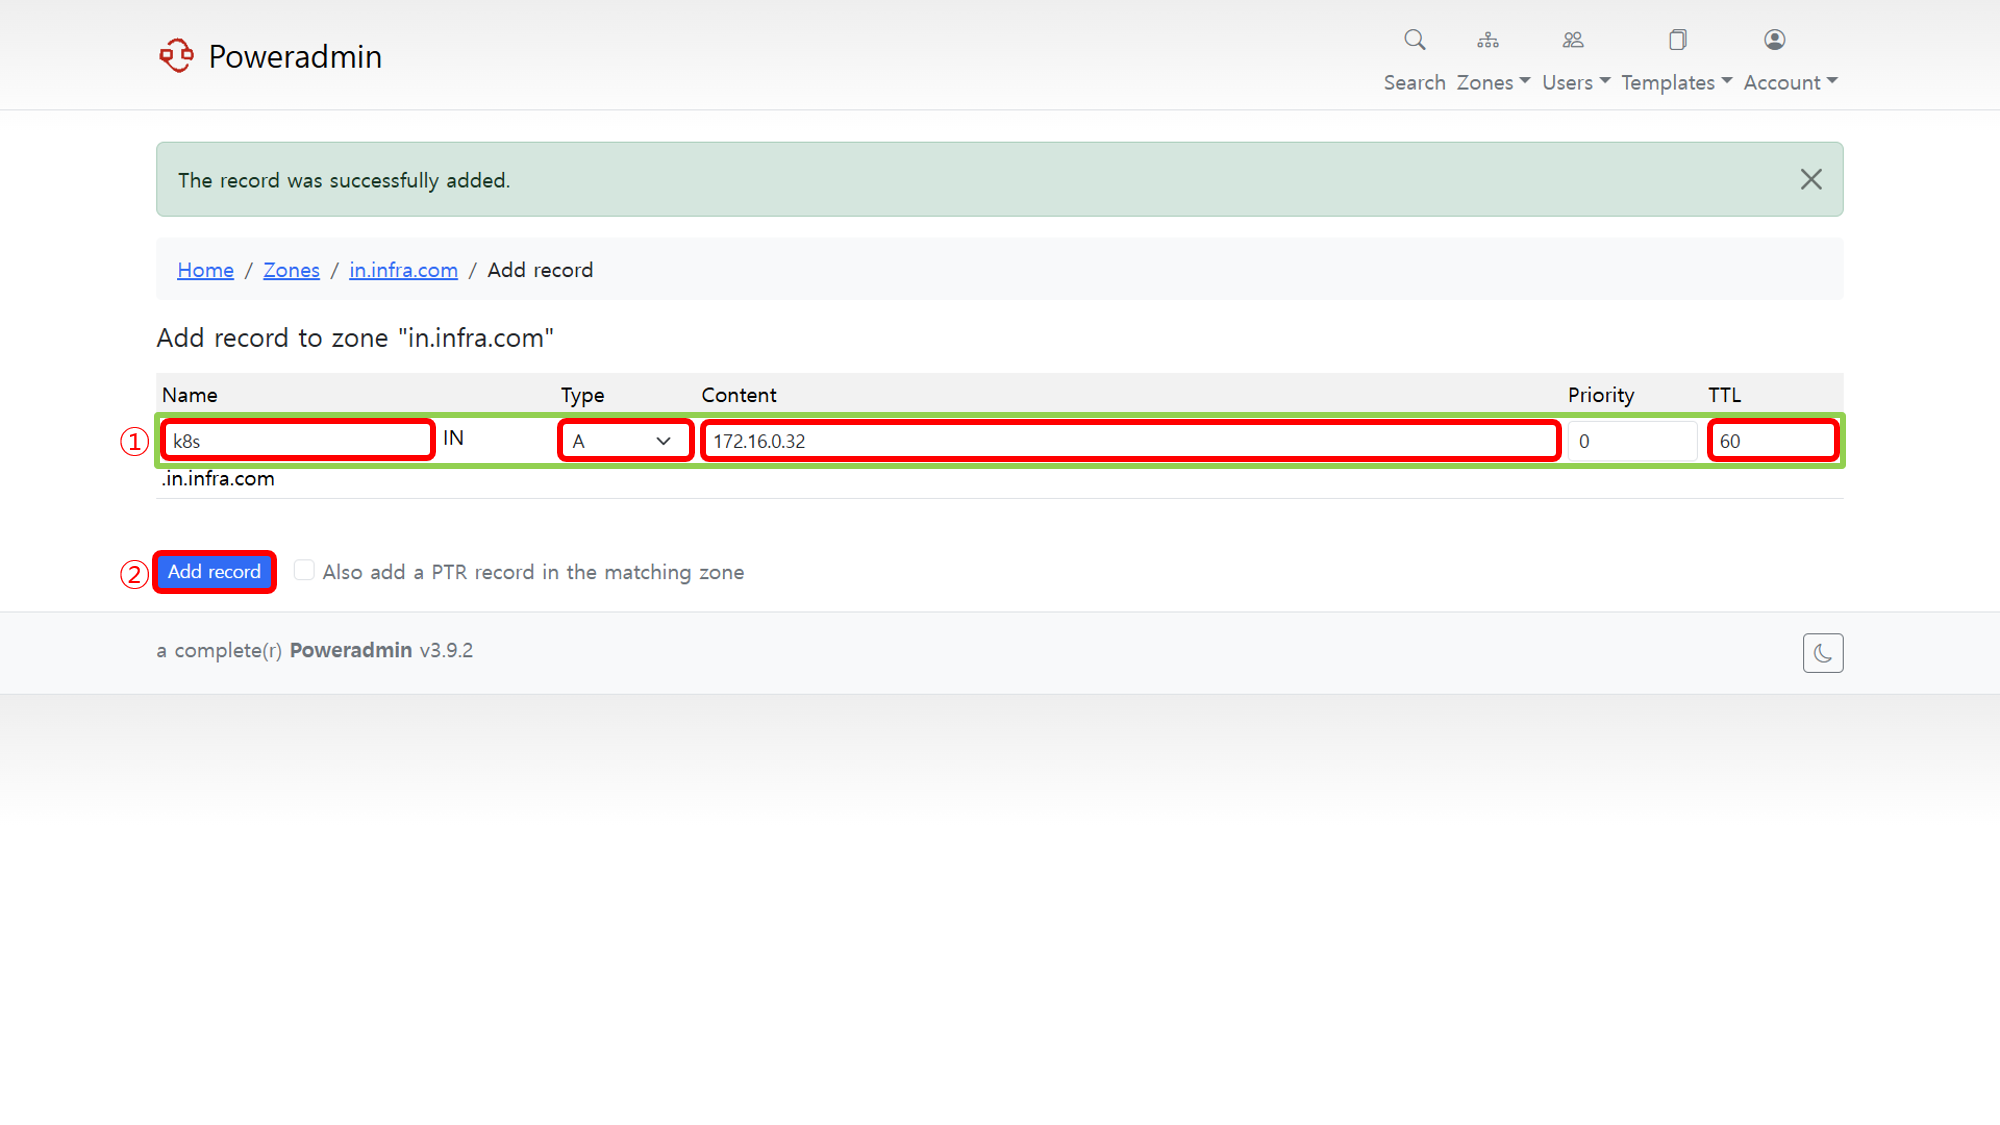 Poweradmin
Search Zones Users Templates Account
The record was successfully added.
Home / Zones / in.infra.com / Add record
Add record to zone "in.infra.com"
Name Type Content Priority TTL
① k8s IN A 172.16.0.32 0 60
.in.infra.com
② Add record Also add a PTR record in the matching zone
a complete(r) Poweradmin v3.9.2